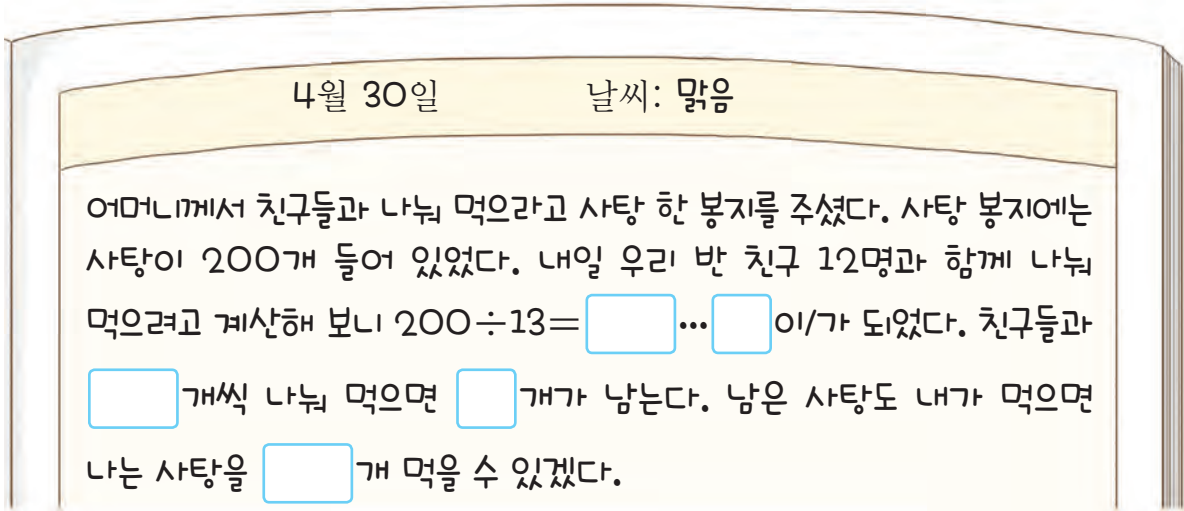 4월 30일 날씨: 맑음
어머니께서 친구들과 나눠 먹으라고 사탕 한 봉지를 주셨다. 사탕 봉지에는
사탕이 200개 들어 있었다. 내일 우리 반 친구 12명과 함께 나눠
먹으려고 계산해 보니 200÷13= ··· 이/가 되었다. 친구들과
개씩 나눠 먹으면 개가 남는다. 남은 사탕도 내가 먹으면
나는 사탕을 개 먹을 수 있겠다.